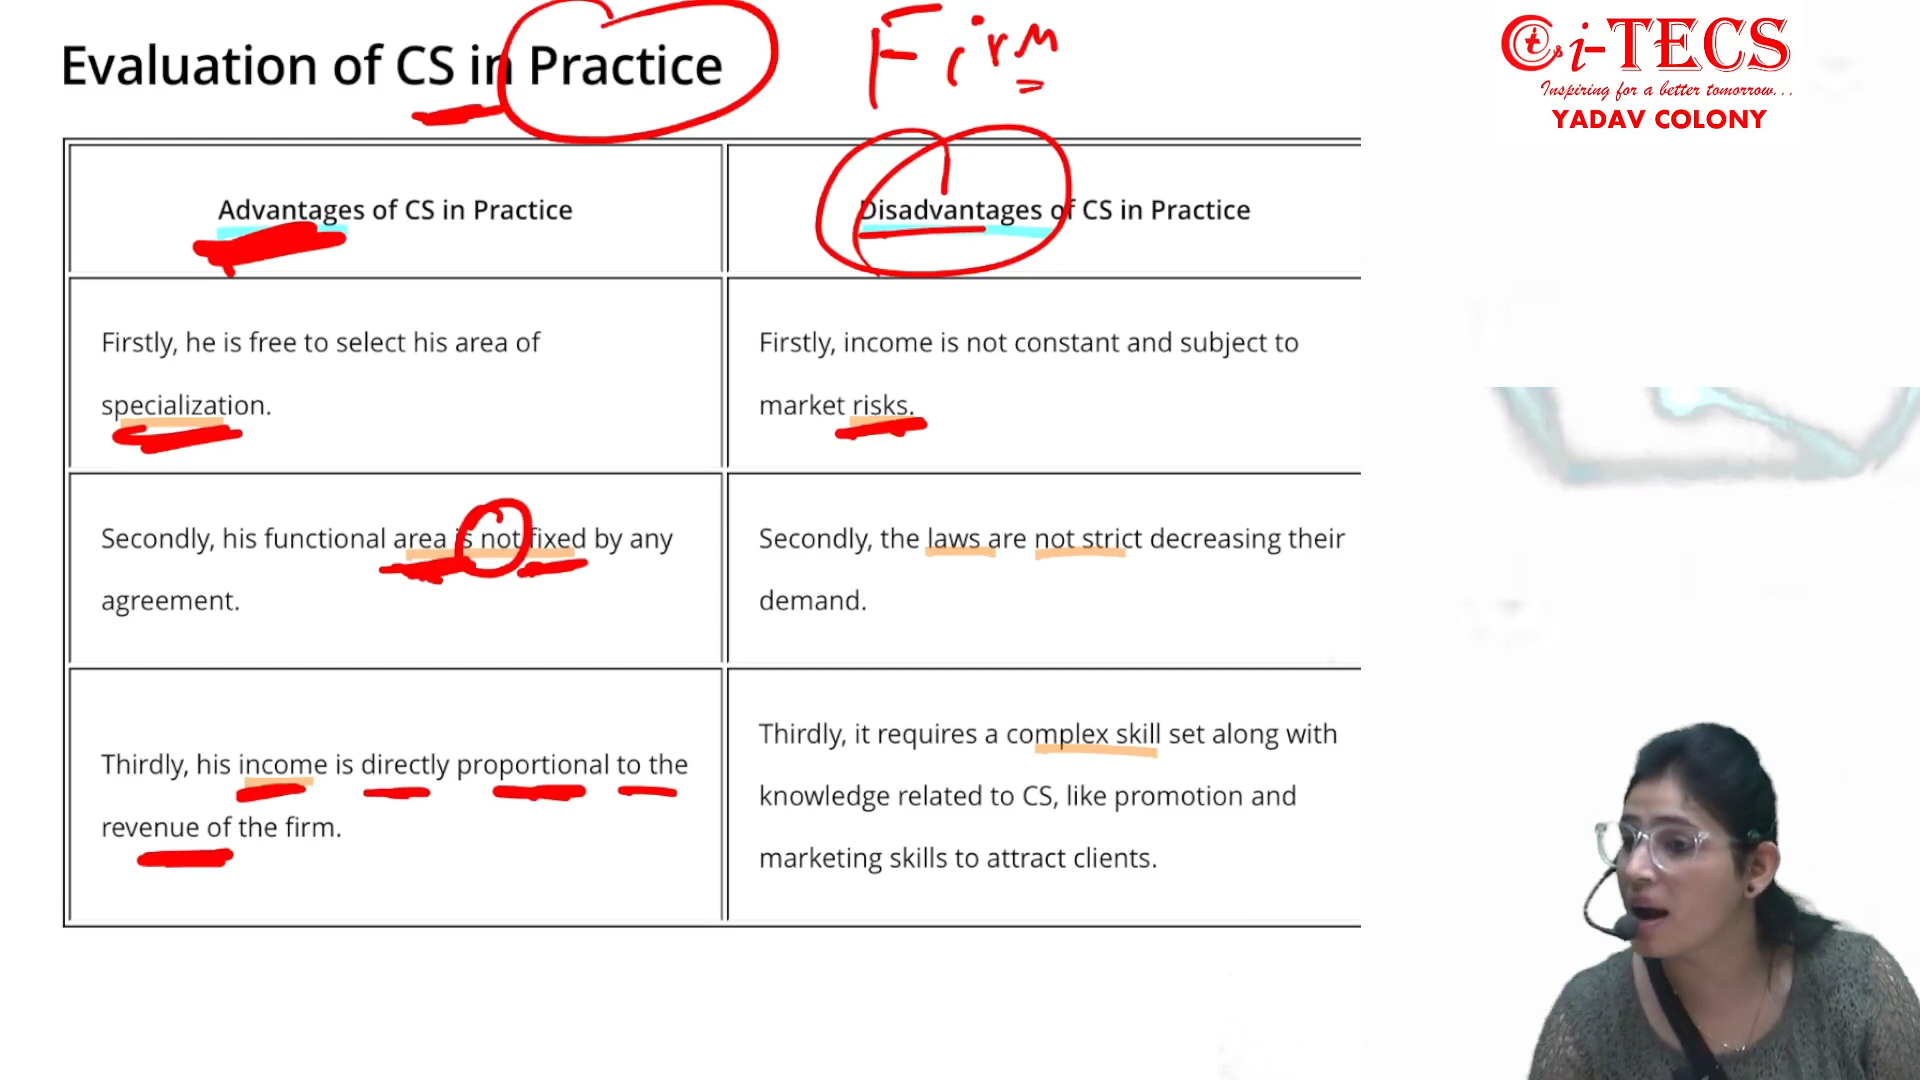 Evaluation of CS in Practice
Firm
i-TECS
Inspiring for a better tomorrow...
YADAV COLONY
Advantages of CS in Practice
Disadvantages of CS in Practice
Firstly, he is free to select his area of
specialization.
Firstly, income is not constant and subject to
market risks.
Secondly, his functional area is not fixed by any
agreement.
Secondly, the laws are not strict decreasing their
demand.
Thirdly, his income is directly proportional to the
revenue of the firm.
Thirdly, it requires a complex skill set along with
knowledge related to CS, like promotion and
marketing skills to attract clients.